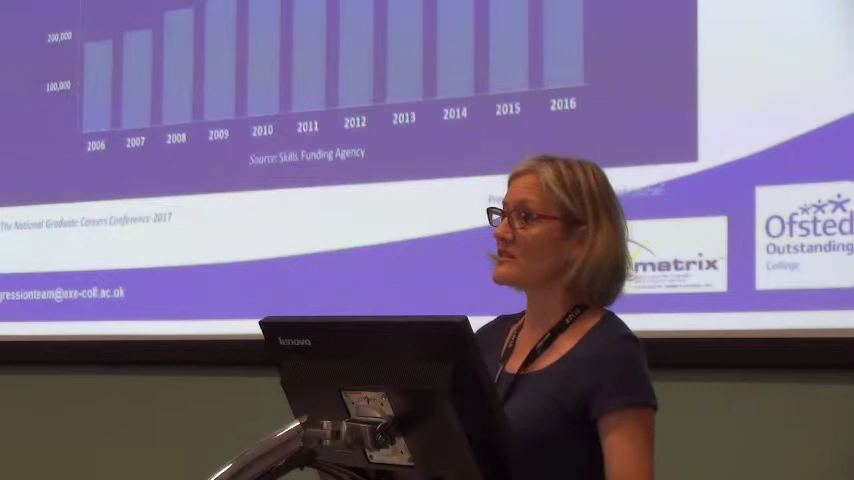 200,000
100,000
2006 2007 2008 2009 2010 2011 2012 2013 2014 2015 2016
Source: Skills Funding Agency
The National Graduate Careers Conference 2017
Ofsted
Outstanding
College
matrix
gressionteam@exe-coll.ac.uk
lenovo